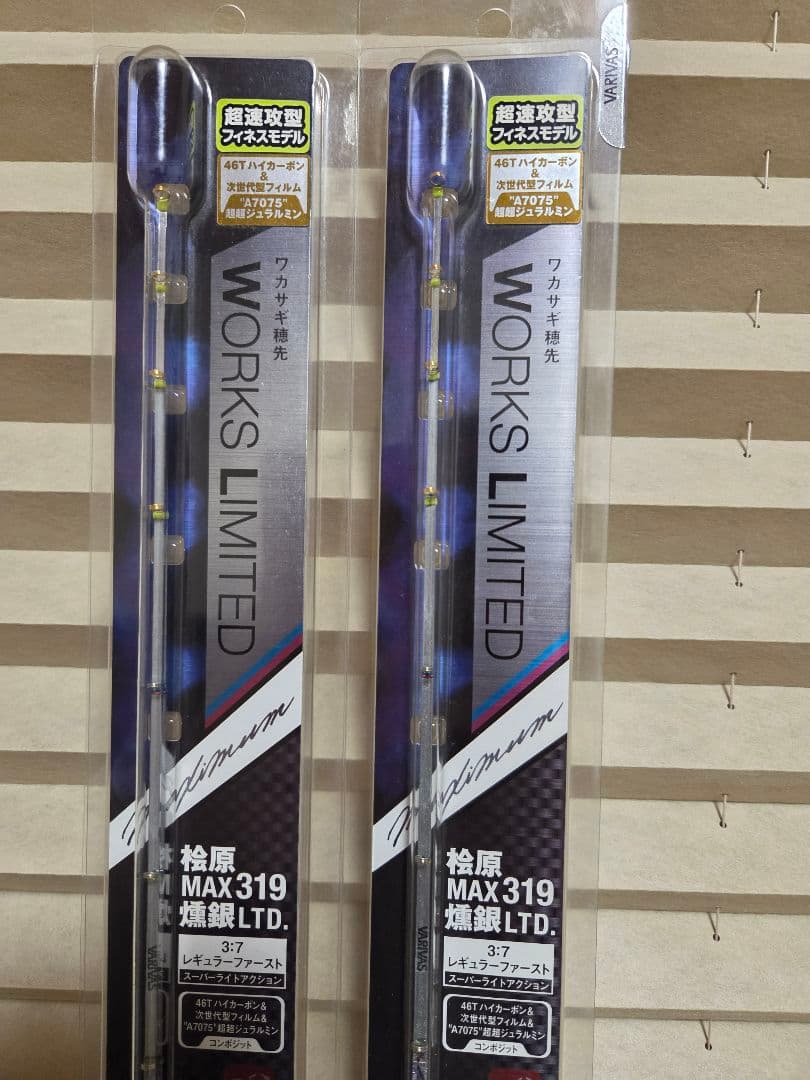 VARIVAS
超速攻型
フィネスモデル
46Tハイカーボン
&
次世代型フィルム
"A7075"
超超ジュラルミン
ワカサギ穂先
WORKS LIMITED
Maximum
桧原
MAX319
燻銀LTD.
3:7
レギュラーファースト
スーパーライトアクション
46Tハイカーボン&
次世代型フィルム&
"A7075"超超ジュラルミン
コンポジット
VARIVAS
超速攻型
フィネスモデル
46Tハイカーボン
&
次世代型フィルム
"A7075"
超超ジュラルミン
ワカサギ穂先
WORKS LIMITED
Maximum
桧原
MAX319
燻銀LTD.
3:7
レギュラーファースト
スーパーライトアクション
46Tハイカーボン&
次世代型フィルム&
"A7075"超超ジュラルミン
コンポジット
VARIVAS